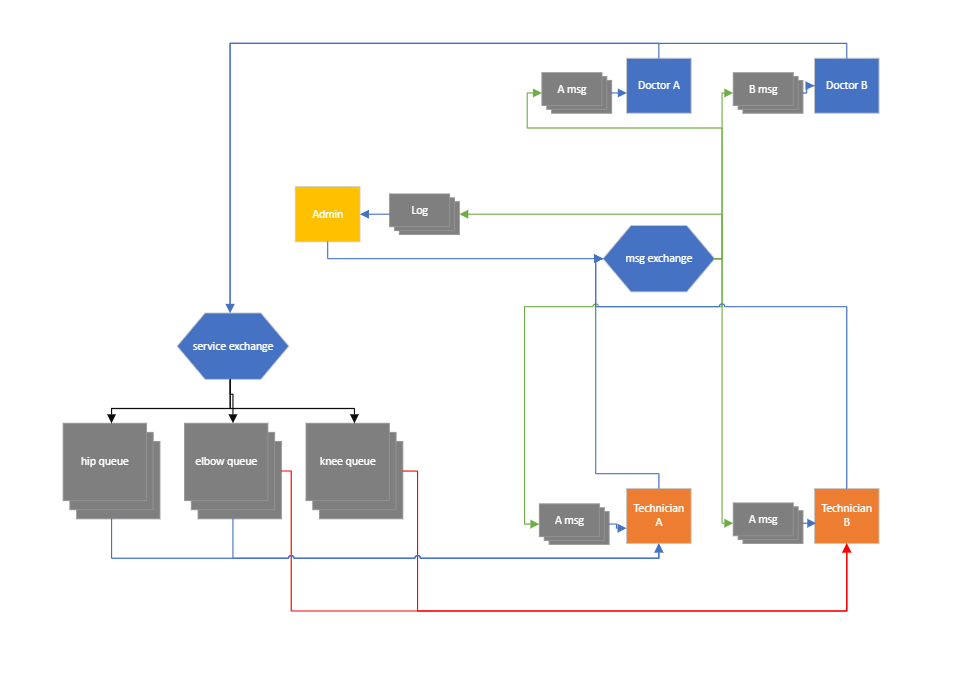 A msg
Doctor A
B msg
Doctor B
Admin
Log
msg exchange
service exchange
hip queue
elbow queue
knee queue
A msg
Technician
A
A msg
Technician
B